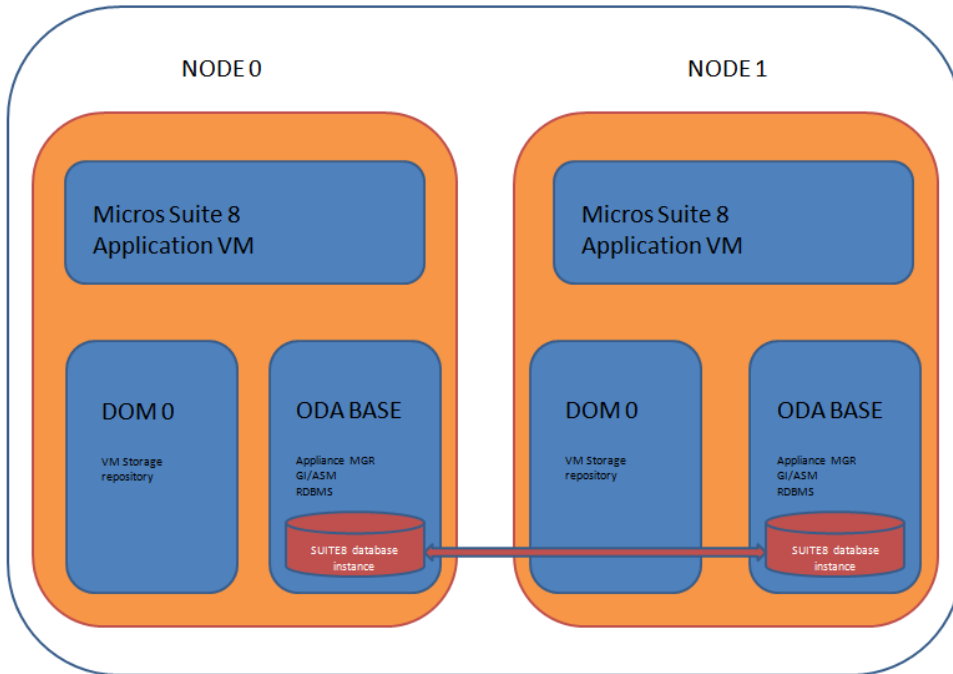 NODE 0
NODE 1
Micros Suite 8
Application VM
Micros Suite 8
Application VM
DOM 0
VM Storage
repository
ODA BASE
Appliance MGR
GI/ASM
RDBMS
SUITE8 database
instance
DOM 0
VM Storage
repository
ODA BASE
Appliance MGR
GI/ASM
RDBMS
SUITE8 database
instance